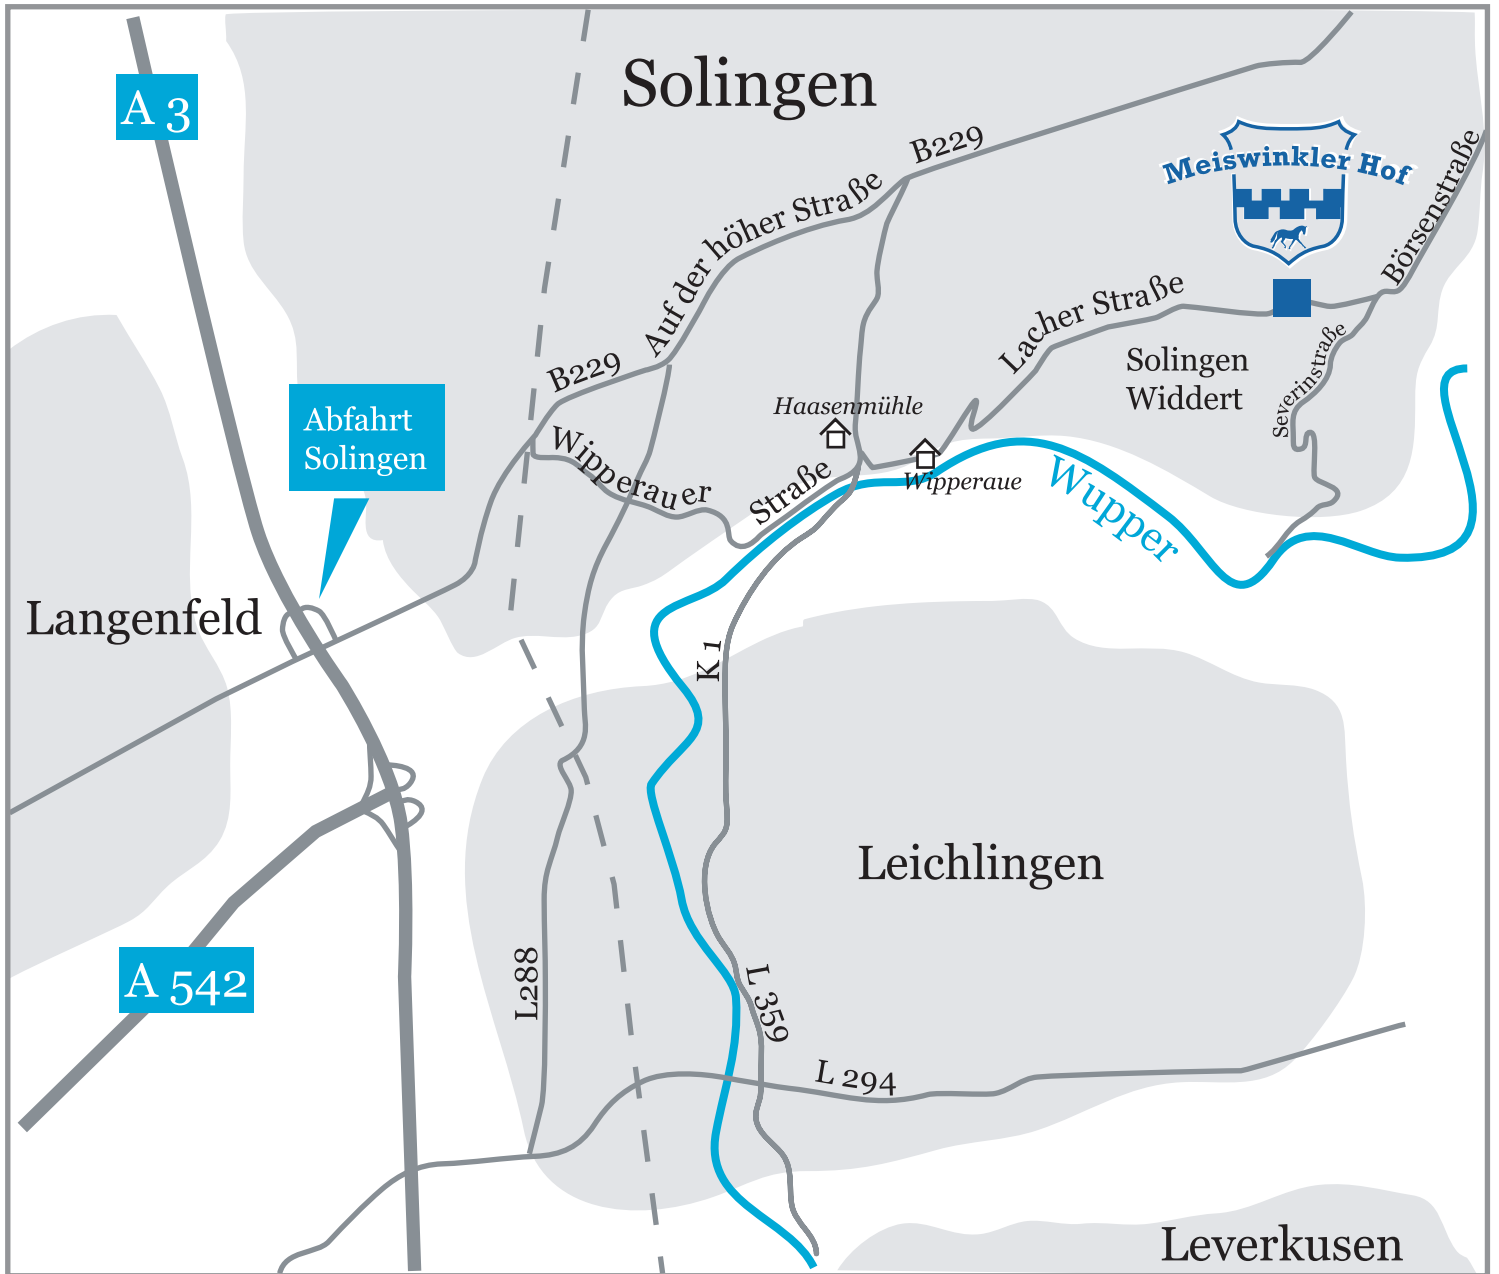 Solingen
A 3
B229
Meiswinkler Hof
Börsenstraße
Auf der höher Straße
Lacher Straße
B229
Solingen
Widdert
Severinstraße
Haasenmühle
Abfahrt
Solingen
Wipperauer
Straße
Wipperaue
Wupper
Langenfeld
K 1
Leichlingen
A 542
L288
L 359
L 294
Leverkusen